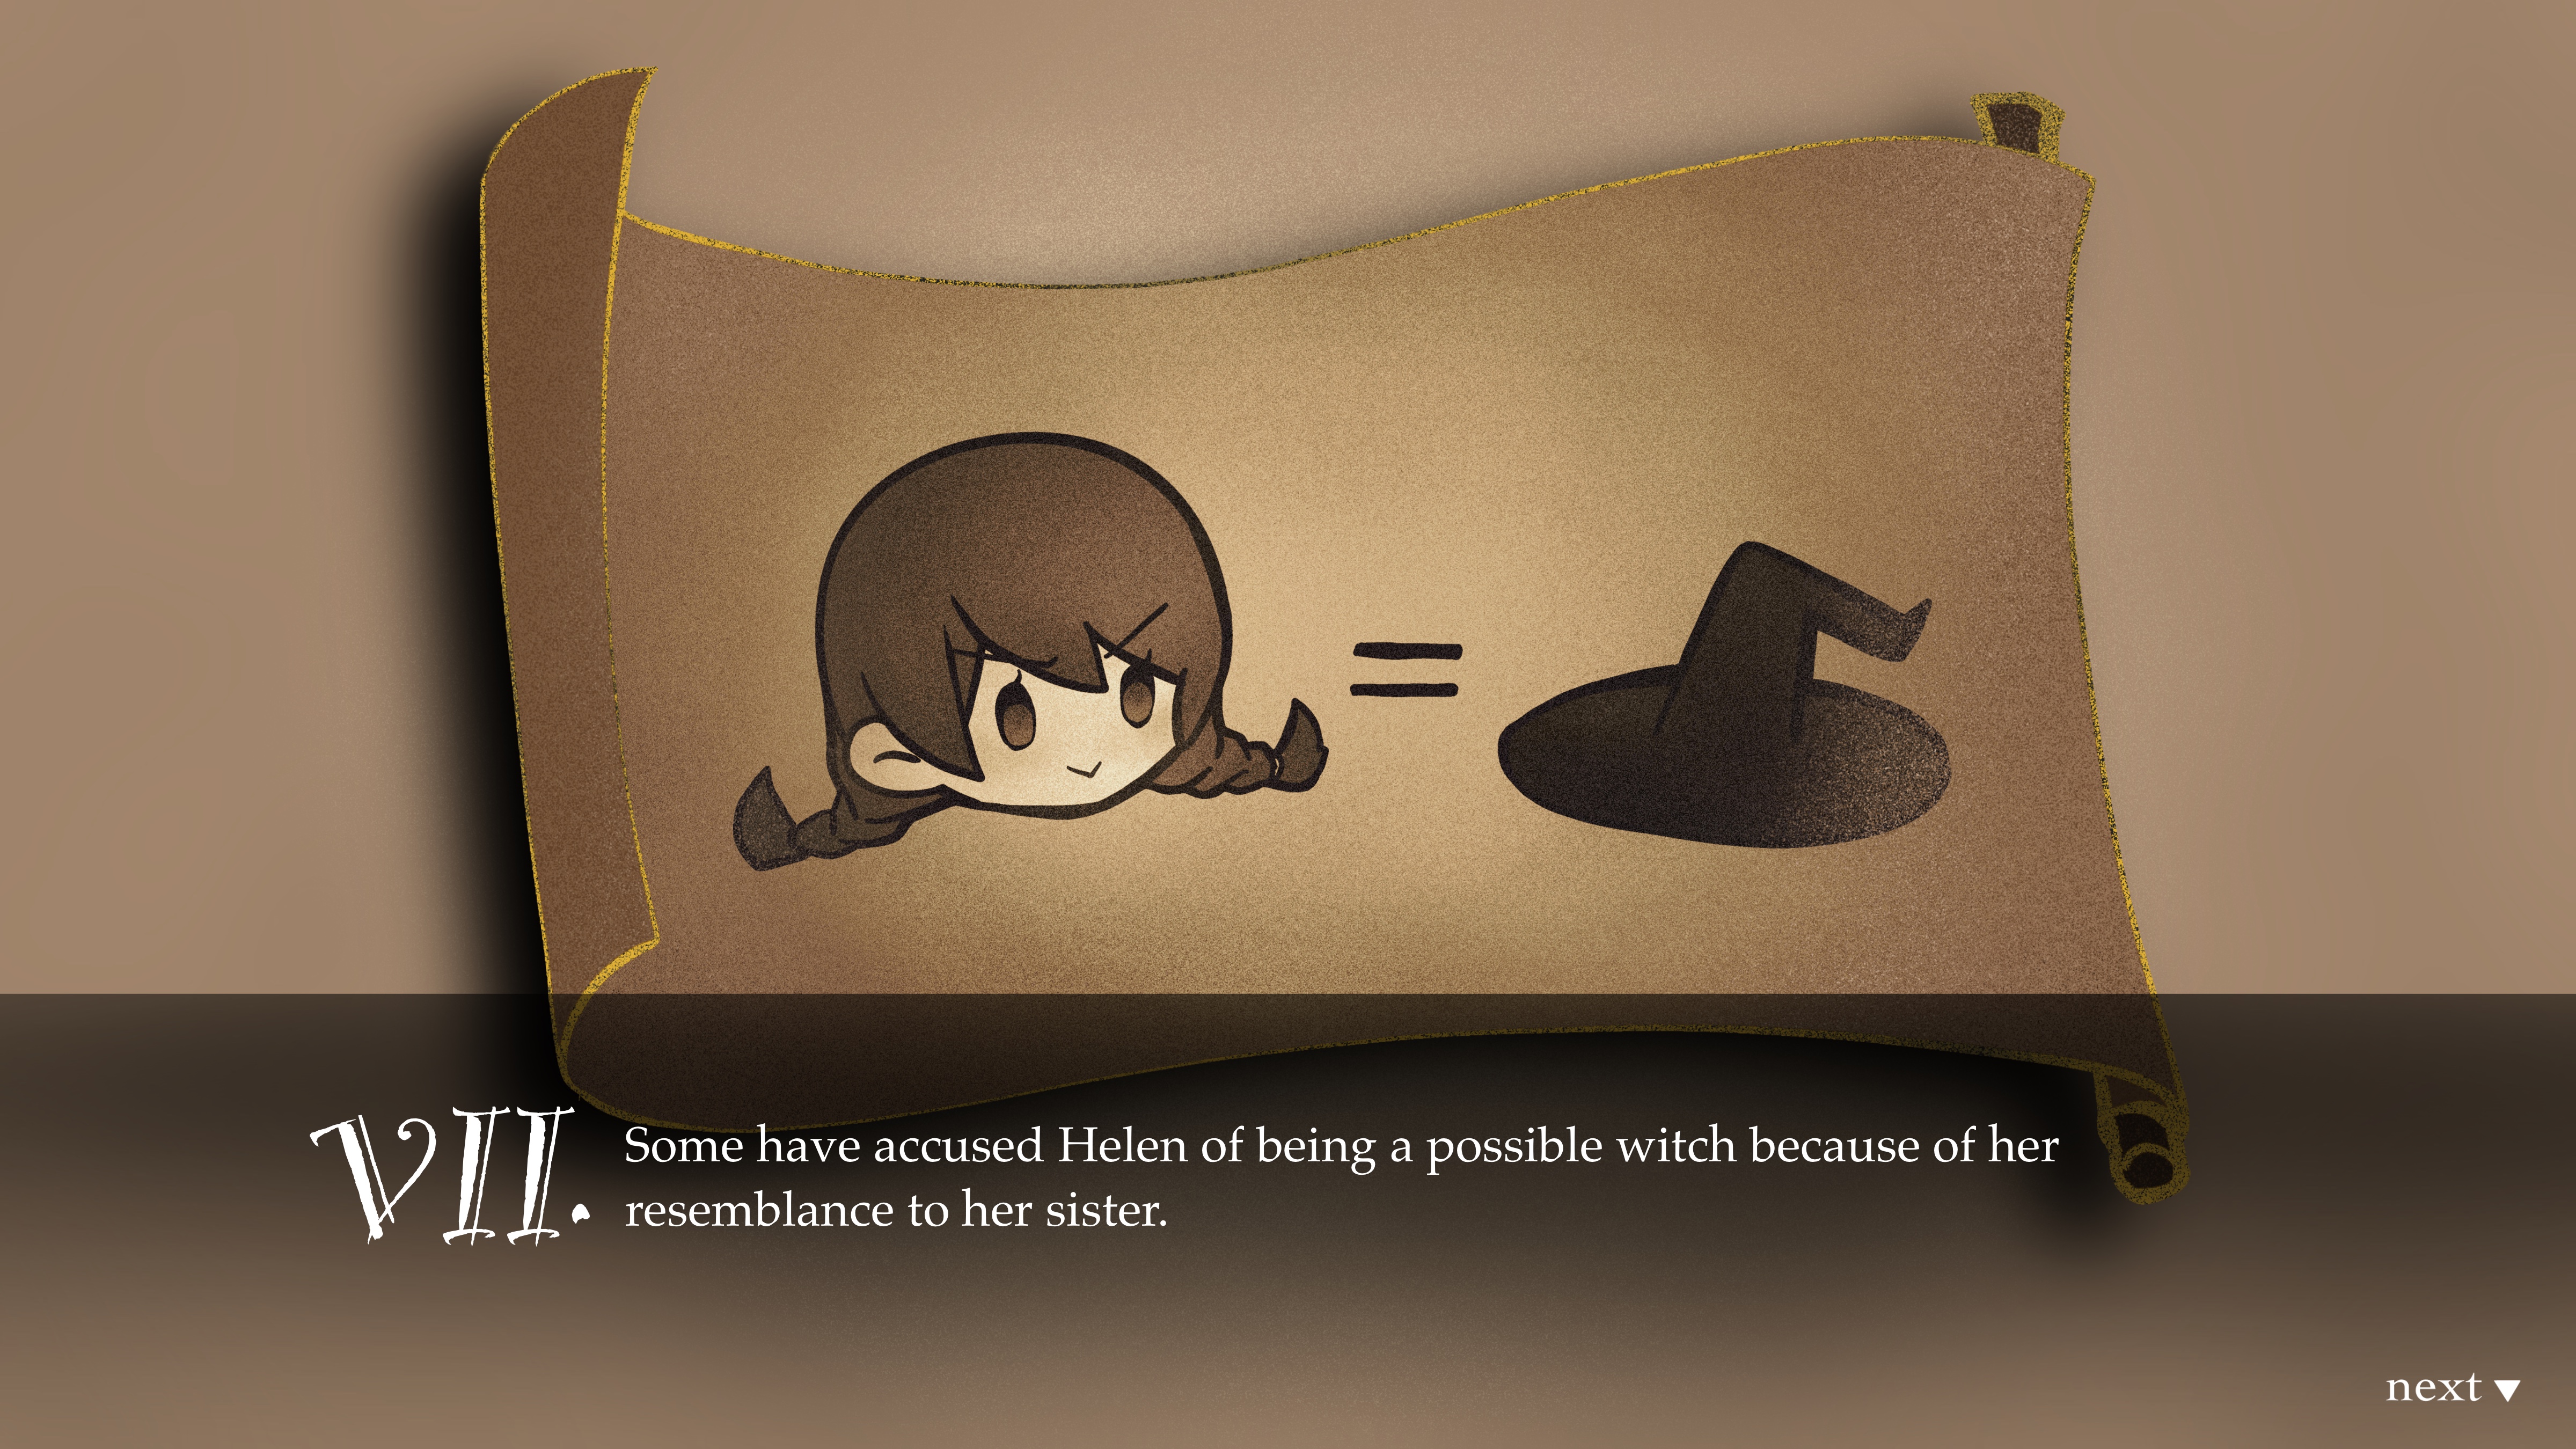 VII.
Some have accused Helen of being a possible witch because of her
resemblance to her sister.
next ▼